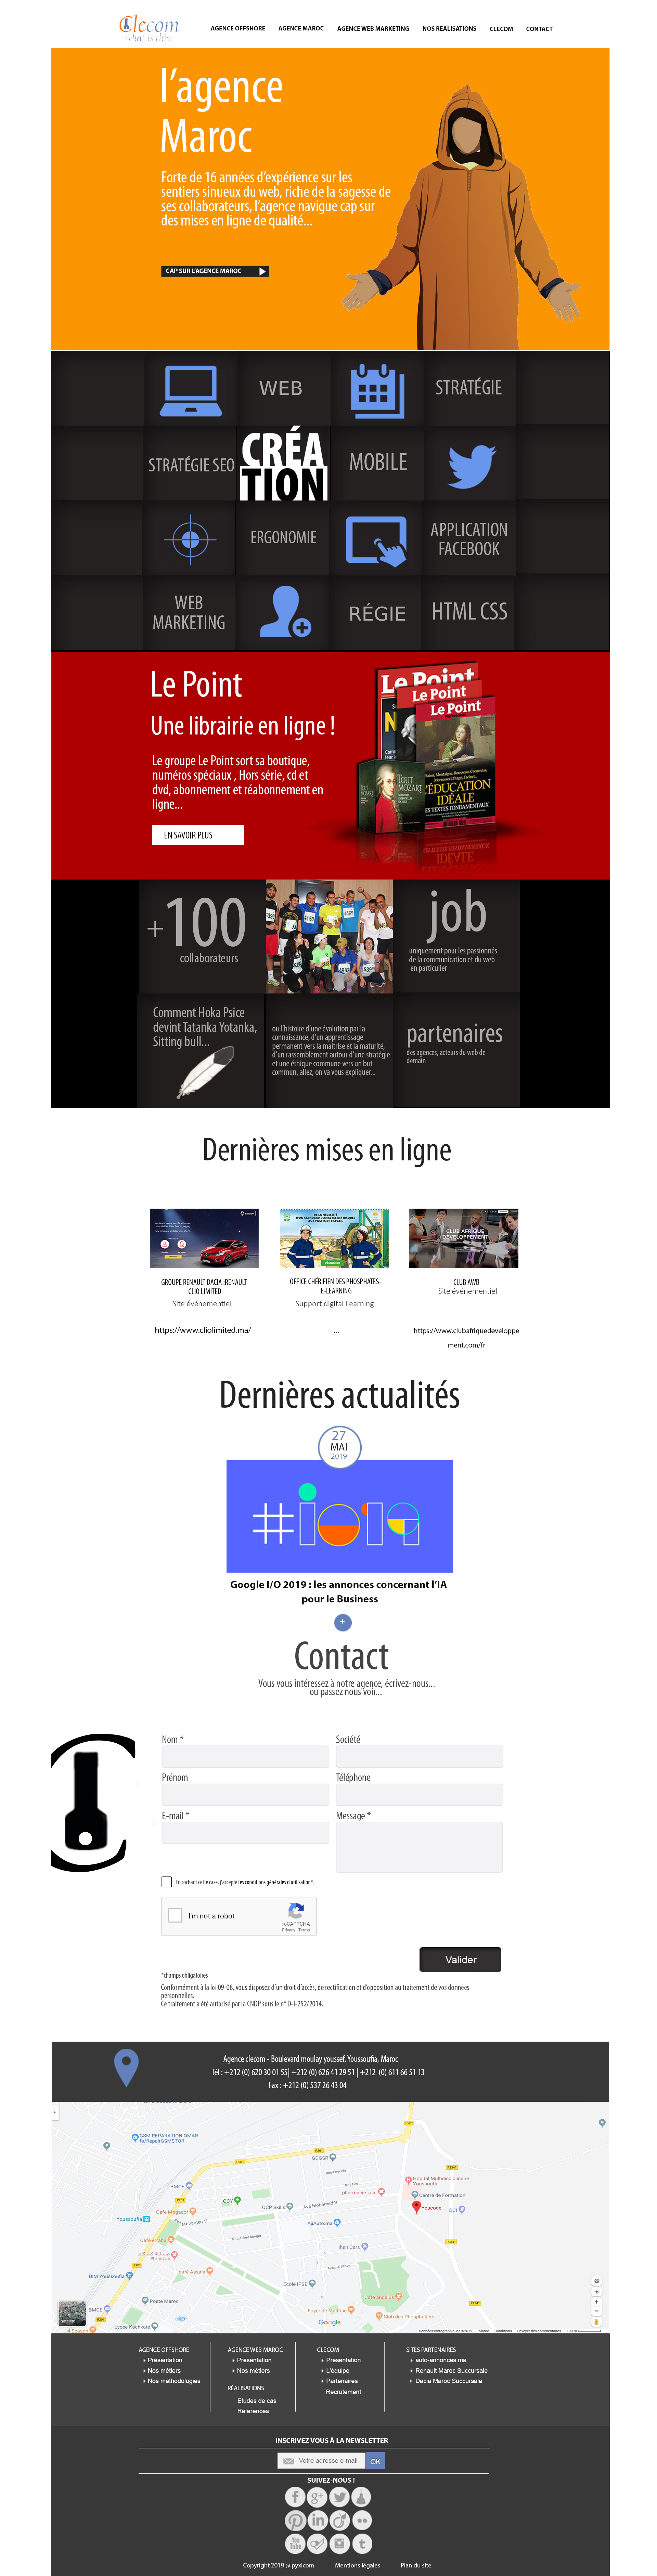 Clecom
what is this!
AGENCE OFFSHORE AGENCE MAROC AGENCE WEB MARKETING NOS RÉALISATIONS CLECOM CONTACT
l'agence
Maroc
Forte de 16 années d'expérience sur les
sentiers sinueux du web, riche de la sagesse de
ses collaborateurs, l'agence navigue cap sur
des mises en ligne de qualité...
CAP SUR L'AGENCE MAROC
WEB
STRATÉGIE
STRATÉGIE SEO
CRÉA
TION
MOBILE
ERGONOMIE
APPLICATION
FACEBOOK
WEB
MARKETING
RÉGIE
HTML CSS
Le Point
Une librairie en ligne !
Le groupe Le Point sort sa boutique,
numéros spéciaux , Hors série, cd et
dvd, abonnement et réabonnement en
ligne...
EN SAVOIR PLUS
Le Point
Le Point
Le Point
TOUT
MOZART
L'ÉDUCATION
IDÉALE
LES TEXTES FONDAMENTAUX
+100
collaborateurs
job
uniquement pour les passionnés
de la communication et du web
en particulier
Comment Hoka Psice
devint Tatanka Yotanka,
Sitting bull...
ou l'histoire d'une évolution par la
connaissance, d'un apprentissage
permanent vers la maîtrise et la maturité,
d'un rassemblement autour d'une stratégie
et une éthique commune vers un but
commun, allez, on va vous expliquer...
partenaires
des agences, acteurs du web de
demain
Dernières mises en ligne
CLUB AFRIQUE
DÉVELOPPEMENT
GROUPE RENAULT DACIA :RENAULT
CLIO LIMITED
Site événementiel
https://www.cliolimited.ma/
OFFICE CHÉRIFIEN DES PHOSPHATES-
E-LEARNING
Support digital Learning
...
CLUB AWB
Site événementiel
https://www.clubafriquedeveloppe
ment.com/fr
Dernières actualités
27
MAI
2019
#io19
Google I/O 2019 : les annonces concernant l'IA
pour le Business
+
Contact
Vous vous intéressez à notre agence, écrivez-nous...
ou passez nous voir...
Nom *
Société
Prénom
Téléphone
E-mail *
Message *
En cochant cette case, j'accepte les conditions générales d'utilisation*.
I'm not a robot
reCAPTCHA
Privacy - Terms
Valider
*champs obligatoires
Conformément à la loi 09-08, vous disposez d'un droit d'accès, de rectification et d'opposition au traitement de vos données
personnelles.
Ce traitement a été autorisé par la CNDP sous le n° D-I-252/2014.
Agence clecom - Boulevard moulay youssef, Youssoufia, Maroc
Tél : +212 (0) 620 30 01 55| +212 (0) 626 41 29 51 | +212 (0) 611 66 51 13
Fax : +212 (0) 537 26 43 04
GSM REPARATION OMAR
GDGSR
Hôpital Multidisciplinaire
Youssoufia
pharmacie zaid
Centre de Formation
Youcode
DCI
BMCE
OCY
OCP Skills
Café Mogador
Youssoufia
AjiAuto.ma
Pharmacie
BIM Youssoufia
café Assala
Ecole IPSE
Poste Maroc
BMCE
Foyer de Maitrise
Club des Phosphatiers
Lycée Kachkate
Google
AGENCE OFFSHORE
Présentation
Nos métiers
Nos méthodologies
AGENCE WEB MAROC
Présentation
Nos métiers
RÉALISATIONS
Etudes de cas
Références
CLECOM
Présentation
L'équipe
Partenaires
Recrutement
SITES PARTENAIRES
auto-annonces.ma
Renault Maroc Succursale
Dacia Maroc Succursale
INSCRIVEZ VOUS À LA NEWSLETTER
Votre adresse e-mail OK
SUIVEZ-NOUS !
Copyright 2019 @ pyxicom Mentions légales Plan du site